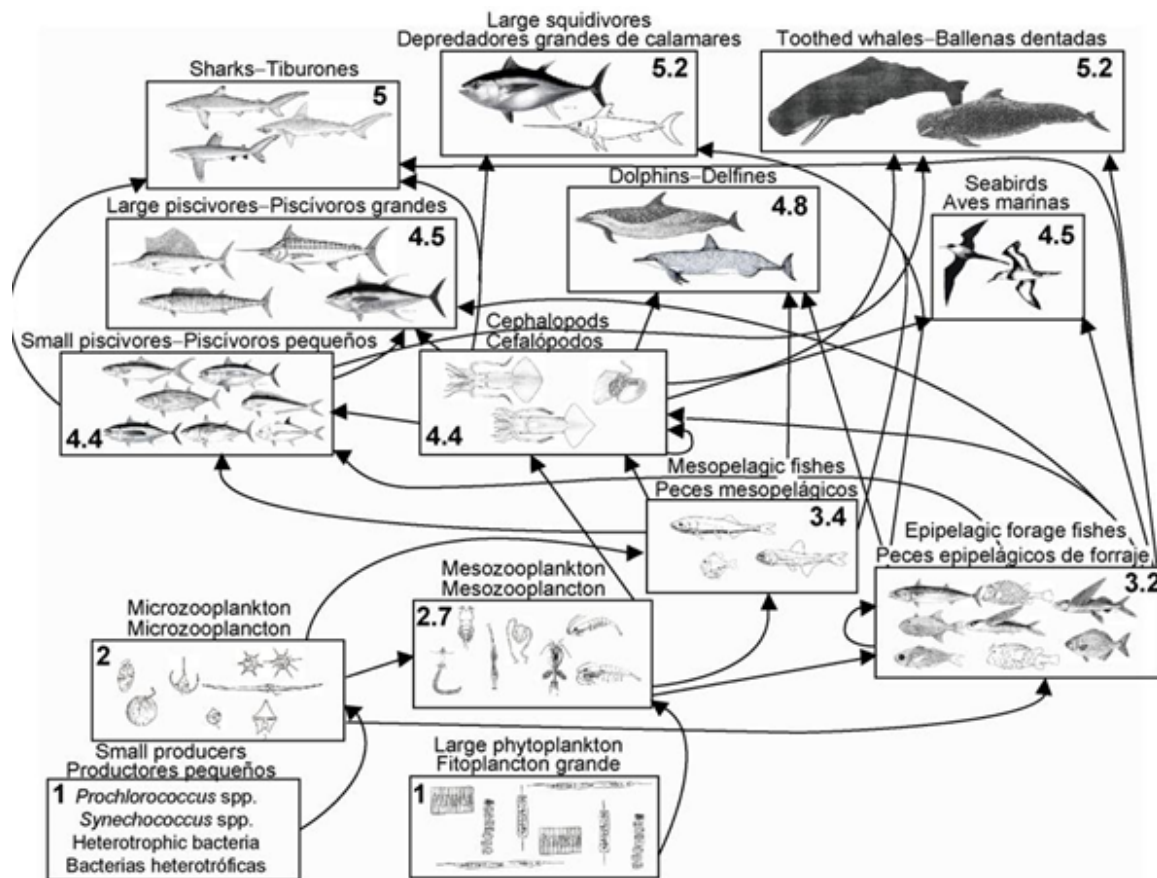 Large squidivores
Depredadores grandes de calamares
5.2
Toothed whales–Ballenas dentadas
5.2
Sharks–Tiburones
5
Dolphins–Delfines
4.8
Seabirds
Aves marinas
4.5
Large piscivores–Piscívoros grandes
4.5
Small piscivores–Piscívoros pequeños
4.4
Cephalopods
Cefalópodos
4.4
Mesopelagic fishes
Peces mesopelágicos
3.4
Epipelagic forage fishes
Peces epipelágicos de forraje
3.2
Mesozooplankton
Mesozooplancton
2.7
Microzooplankton
Microzooplancton
2
Small producers
Productores pequeños
1 Prochlorococcus spp.
Synechococcus spp.
Heterotrophic bacteria
Bacterias heterotróficas
Large phytoplankton
Fitoplancton grande
1